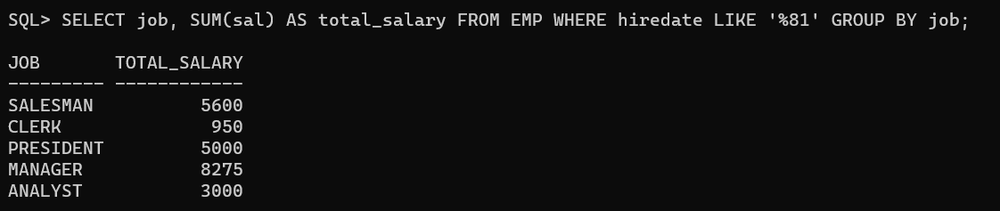 SQL> SELECT job, SUM(sal) AS total_salary FROM EMP WHERE hiredate LIKE '%81' GROUP BY job;
JOB       TOTAL_SALARY
--------- ------------
SALESMAN          5600
CLERK              950
PRESIDENT         5000
MANAGER           8275
ANALYST           3000